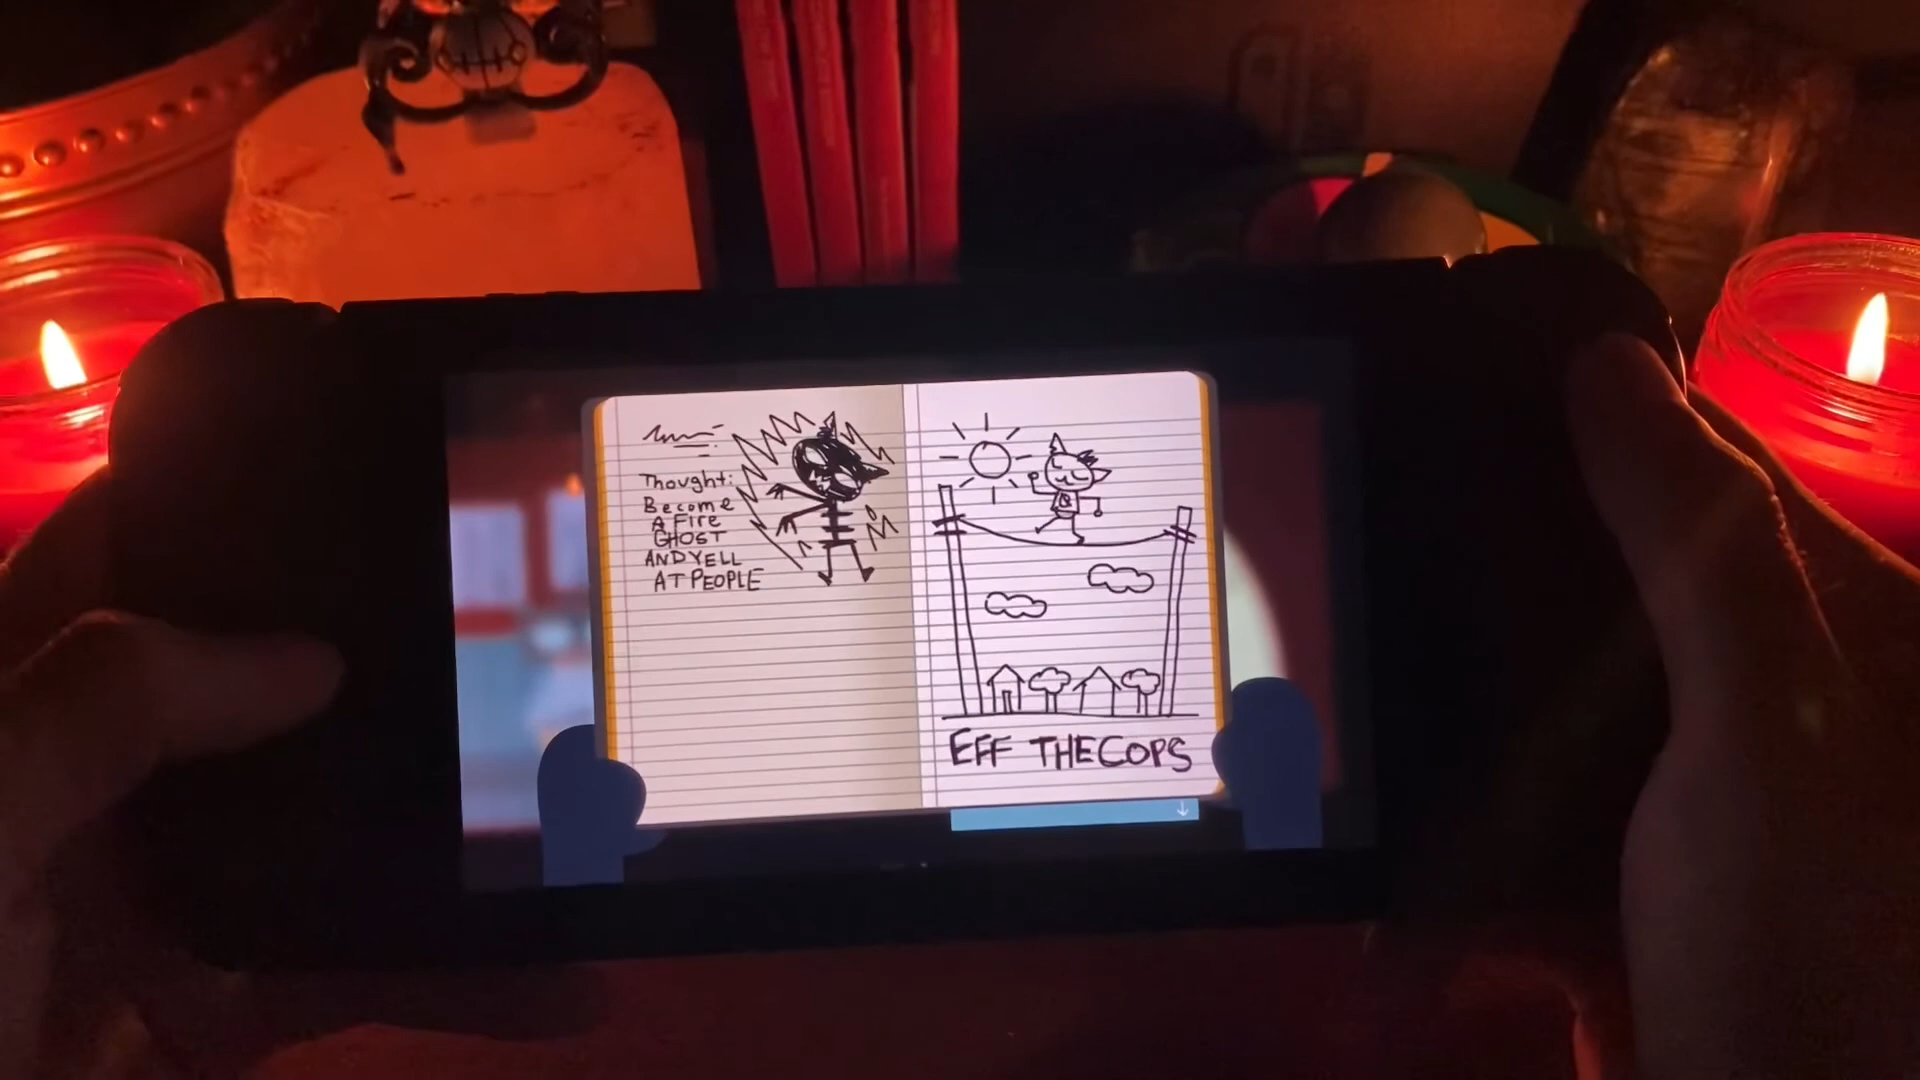 Thought:
Become
A Fire
GHOST
AND YELL
AT PEOPLE
EFF THE COPS